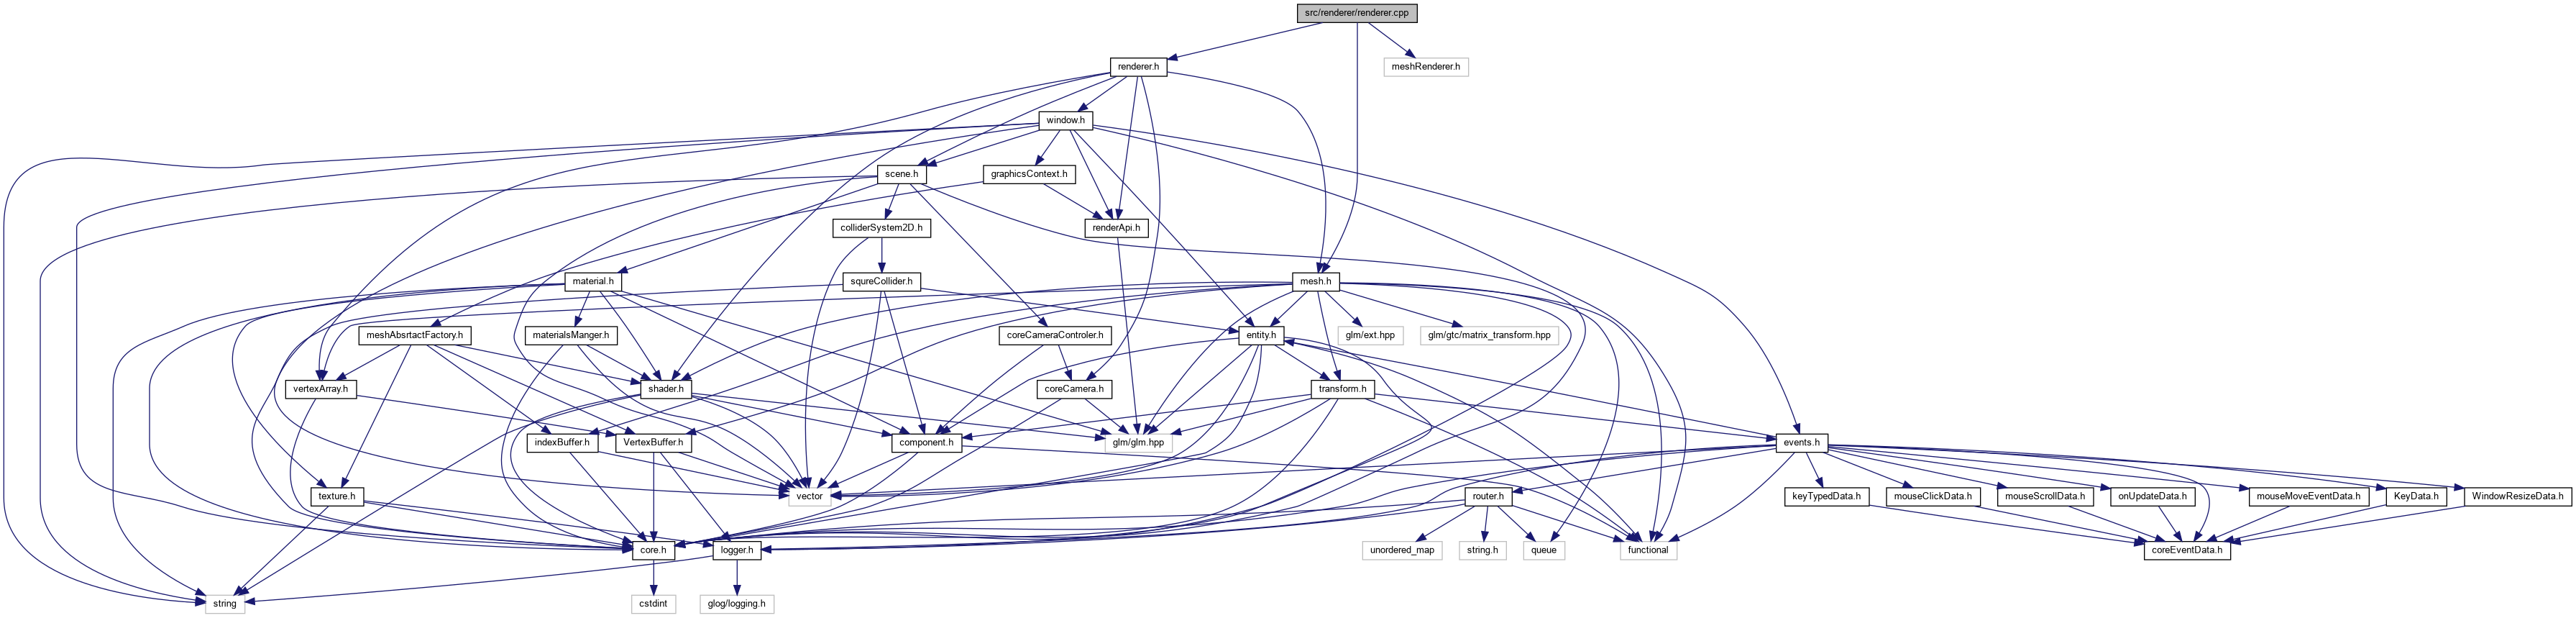 src/renderer/renderer.cpp
renderer.h
meshRenderer.h
window.h
scene.h
graphicsContext.h
colliderSystem2D.h
renderApi.h
material.h
squreCollider.h
mesh.h
meshAbsrtactFactory.h
materialsManger.h
coreCameraControler.h
entity.h
glm/ext.hpp
glm/gtc/matrix_transform.hpp
vertexArray.h
shader.h
coreCamera.h
transform.h
indexBuffer.h
VertexBuffer.h
component.h
glm/glm.hpp
events.h
texture.h
vector
router.h
keyTypedData.h
mouseClickData.h
mouseScrollData.h
onUpdateData.h
mouseMoveEventData.h
KeyData.h
WindowResizeData.h
core.h
logger.h
unordered_map
string.h
queue
functional
coreEventData.h
string
cstdint
glog/logging.h